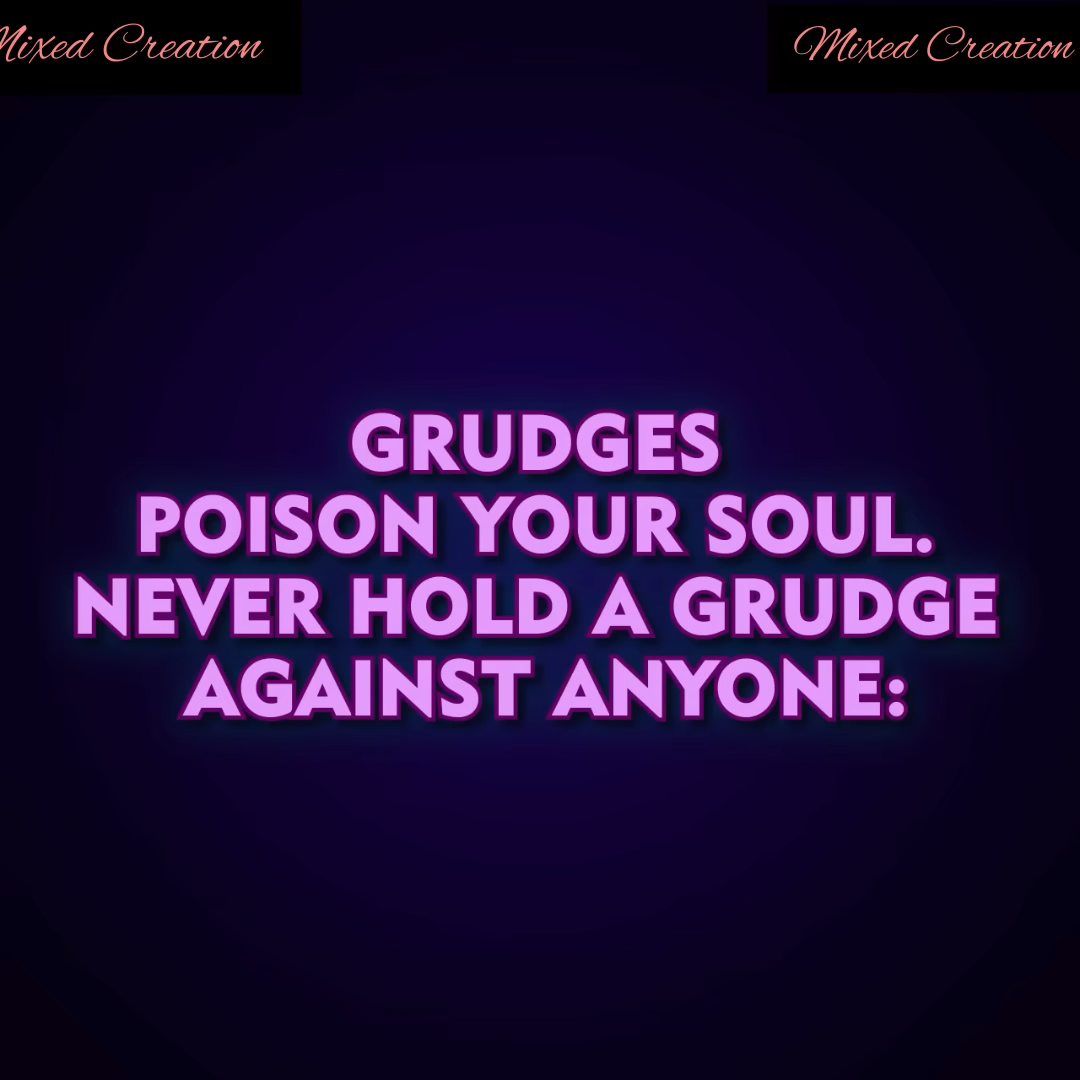 Mixed Creation
Mixed Creation
GRUDGES
POISON YOUR SOUL.
NEVER HOLD A GRUDGE
AGAINST ANYONE: